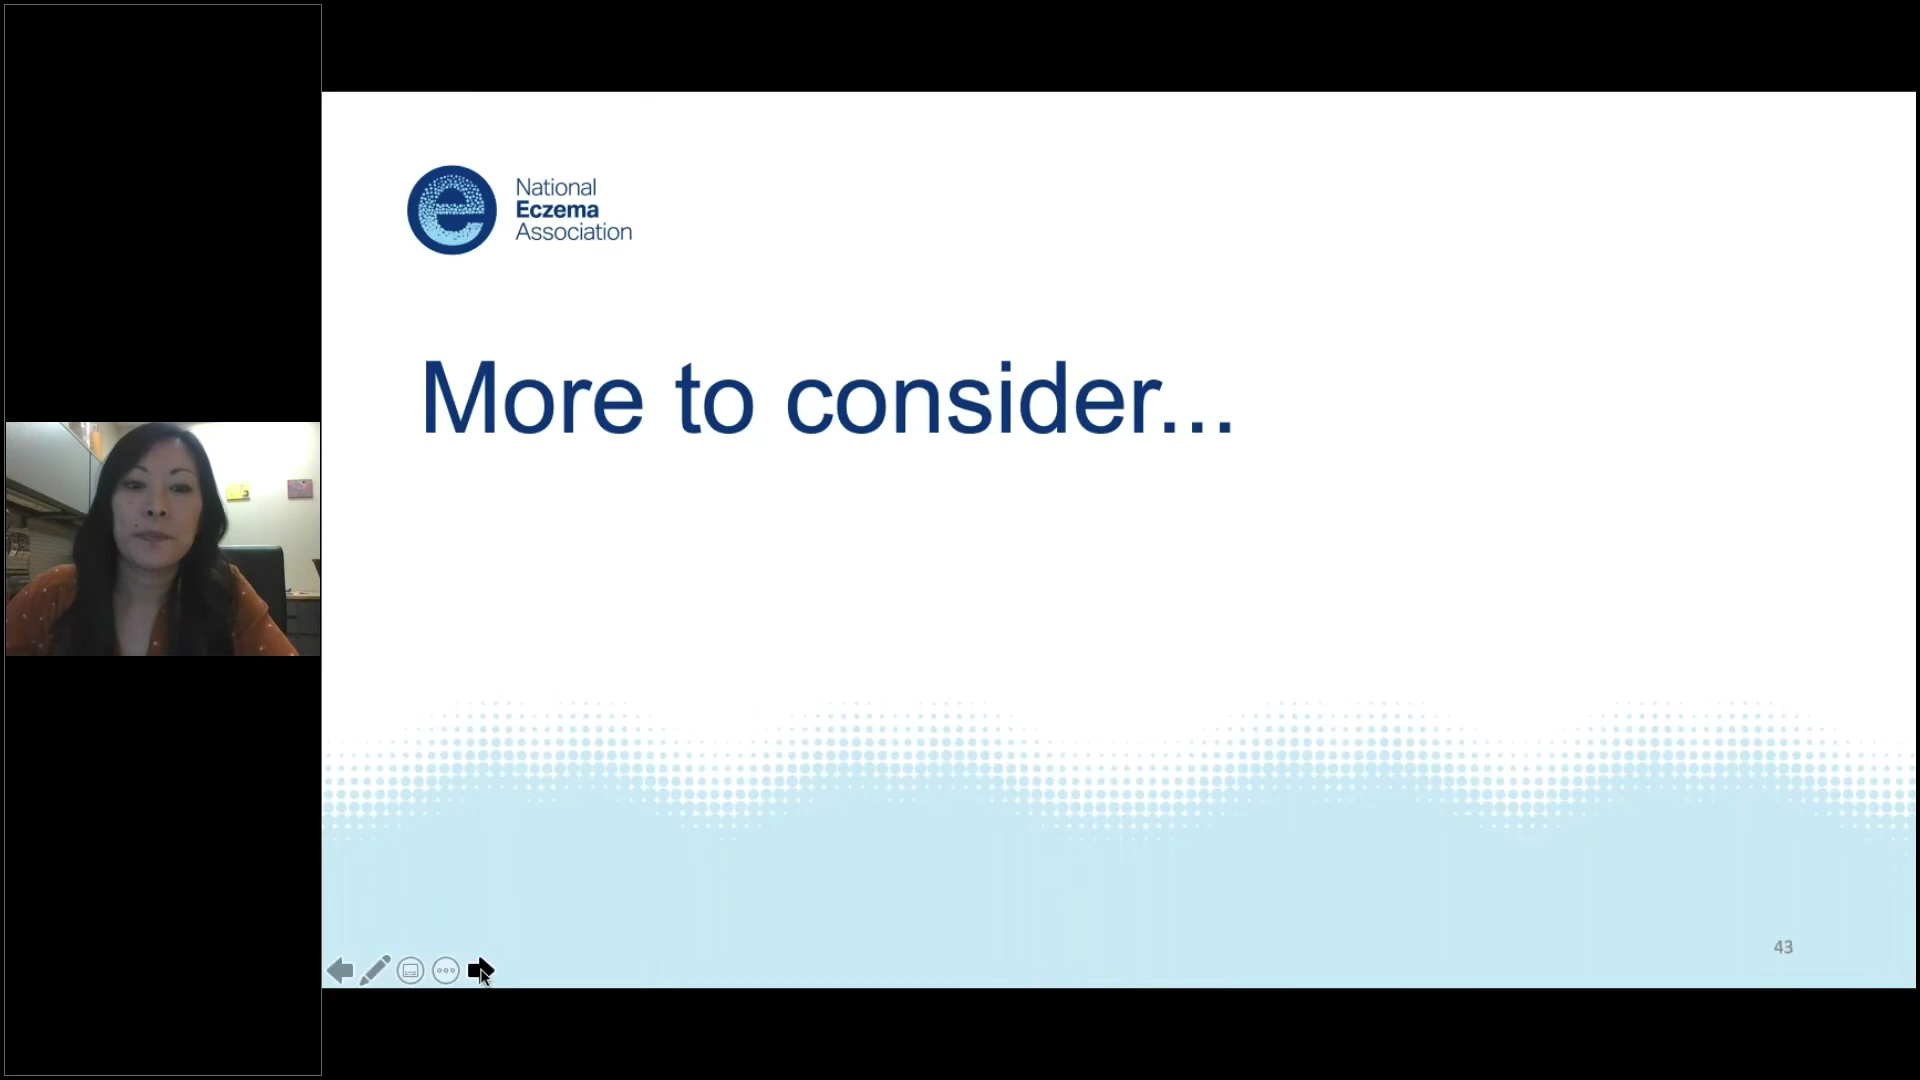 National
Eczema
Association
More to consider...
43